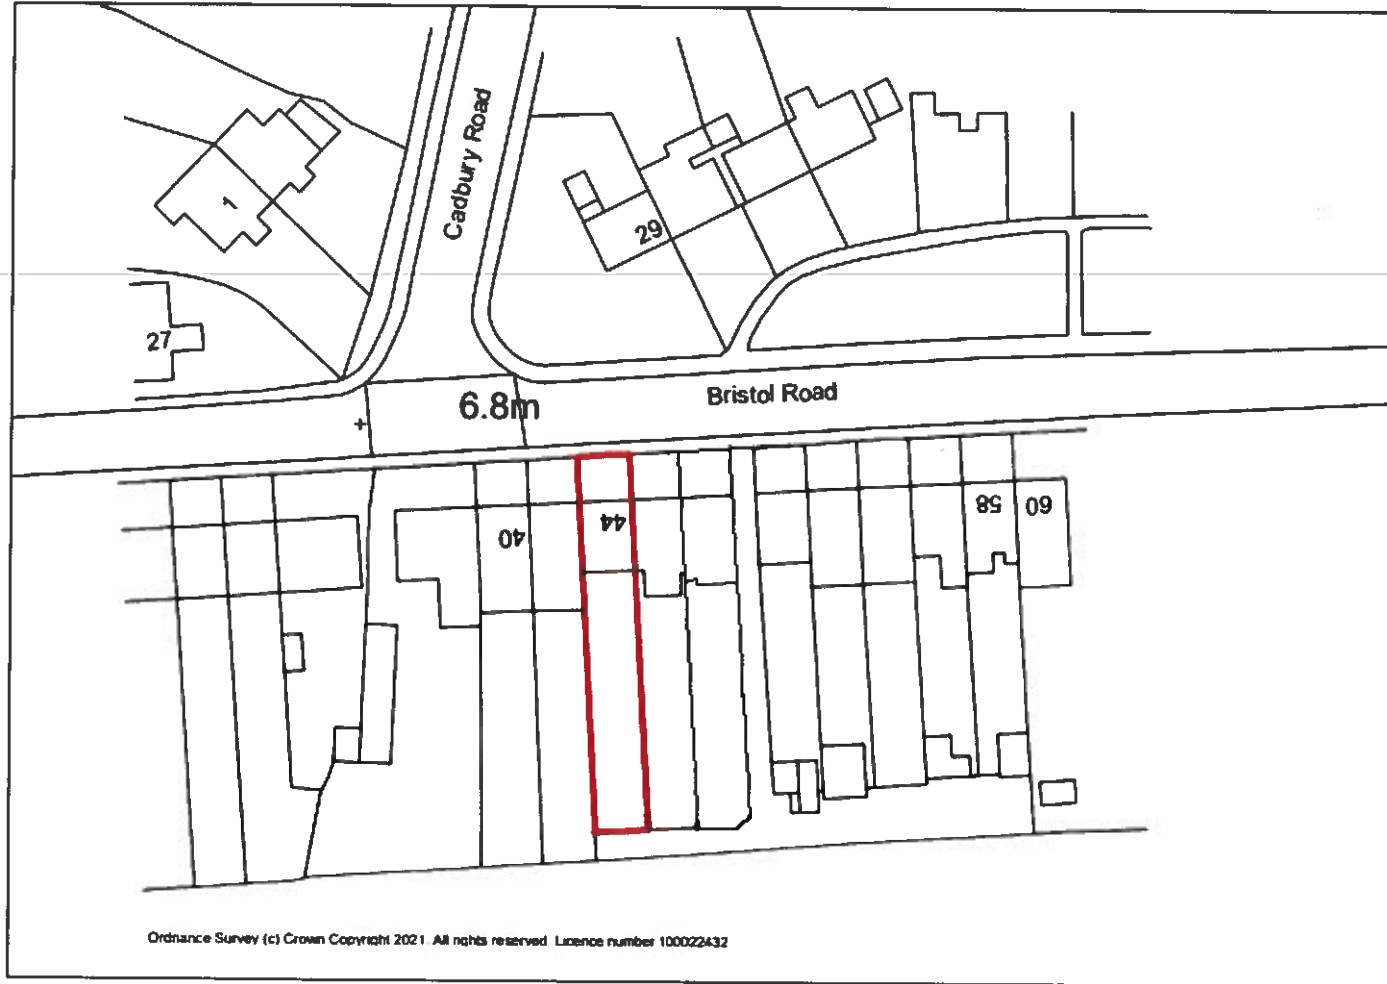 Cadbury Road
1
29
27
Bristol Road
6.8m
+
40
44
58
60
Ordnance Survey (c) Crown Copyright 2021. All rights reserved. Licence number 100022432